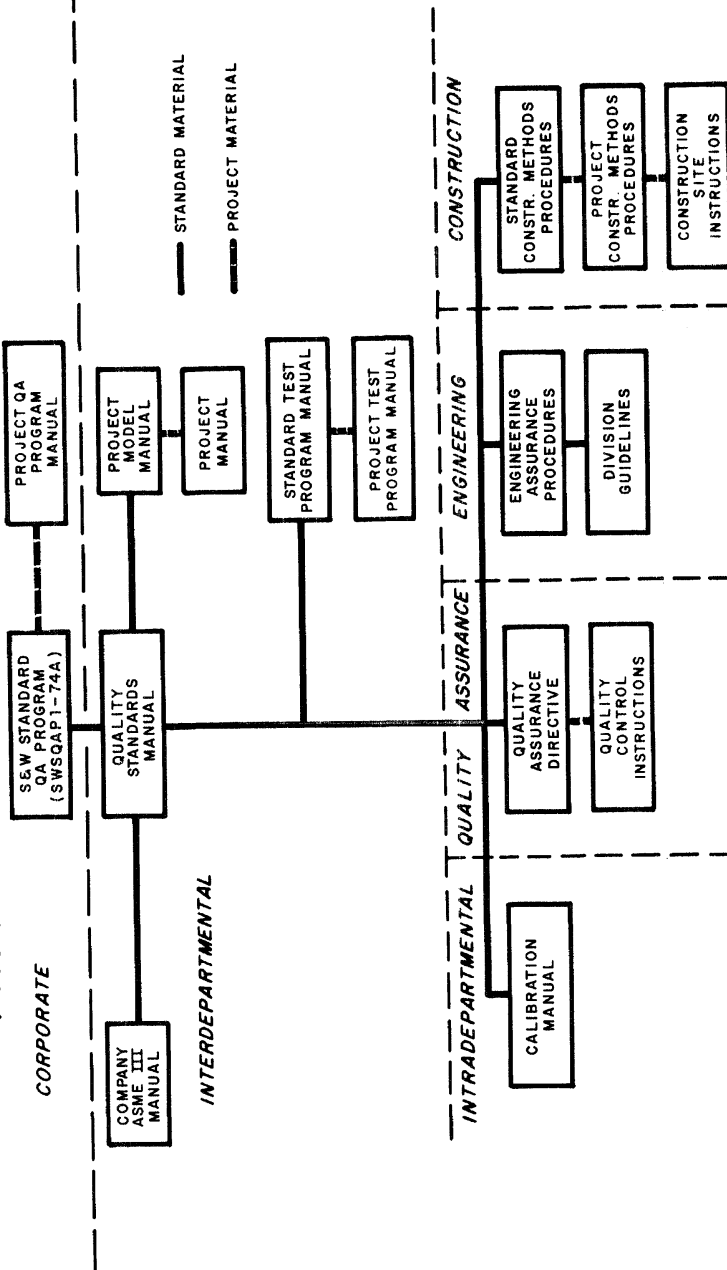 CORPORATE
S&W STANDARD
QA PROGRAM
(SWSQAP1-74A)
PROJECT QA
PROGRAM
MANUAL
COMPANY
ASME III
MANUAL
QUALITY
STANDARDS
MANUAL
PROJECT
MODEL
MANUAL
PROJECT
MANUAL
INTERDEPARTMENTAL
STANDARD MATERIAL
PROJECT MATERIAL
STANDARD TEST
PROGRAM MANUAL
PROJECT TEST
PROGRAM MANUAL
INTRADEPARTMENTAL
QUALITY ASSURANCE
ENGINEERING
CONSTRUCTION
CALIBRATION
MANUAL
QUALITY
ASSURANCE
DIRECTIVE
QUALITY
CONTROL
INSTRUCTIONS
ENGINEERING
ASSURANCE
PROCEDURES
DIVISION
GUIDELINES
STANDARD
CONSTR. METHODS
PROCEDURES
PROJECT
CONSTR. METHODS
PROCEDURES
CONSTRUCTION
SITE
INSTRUCTIONS